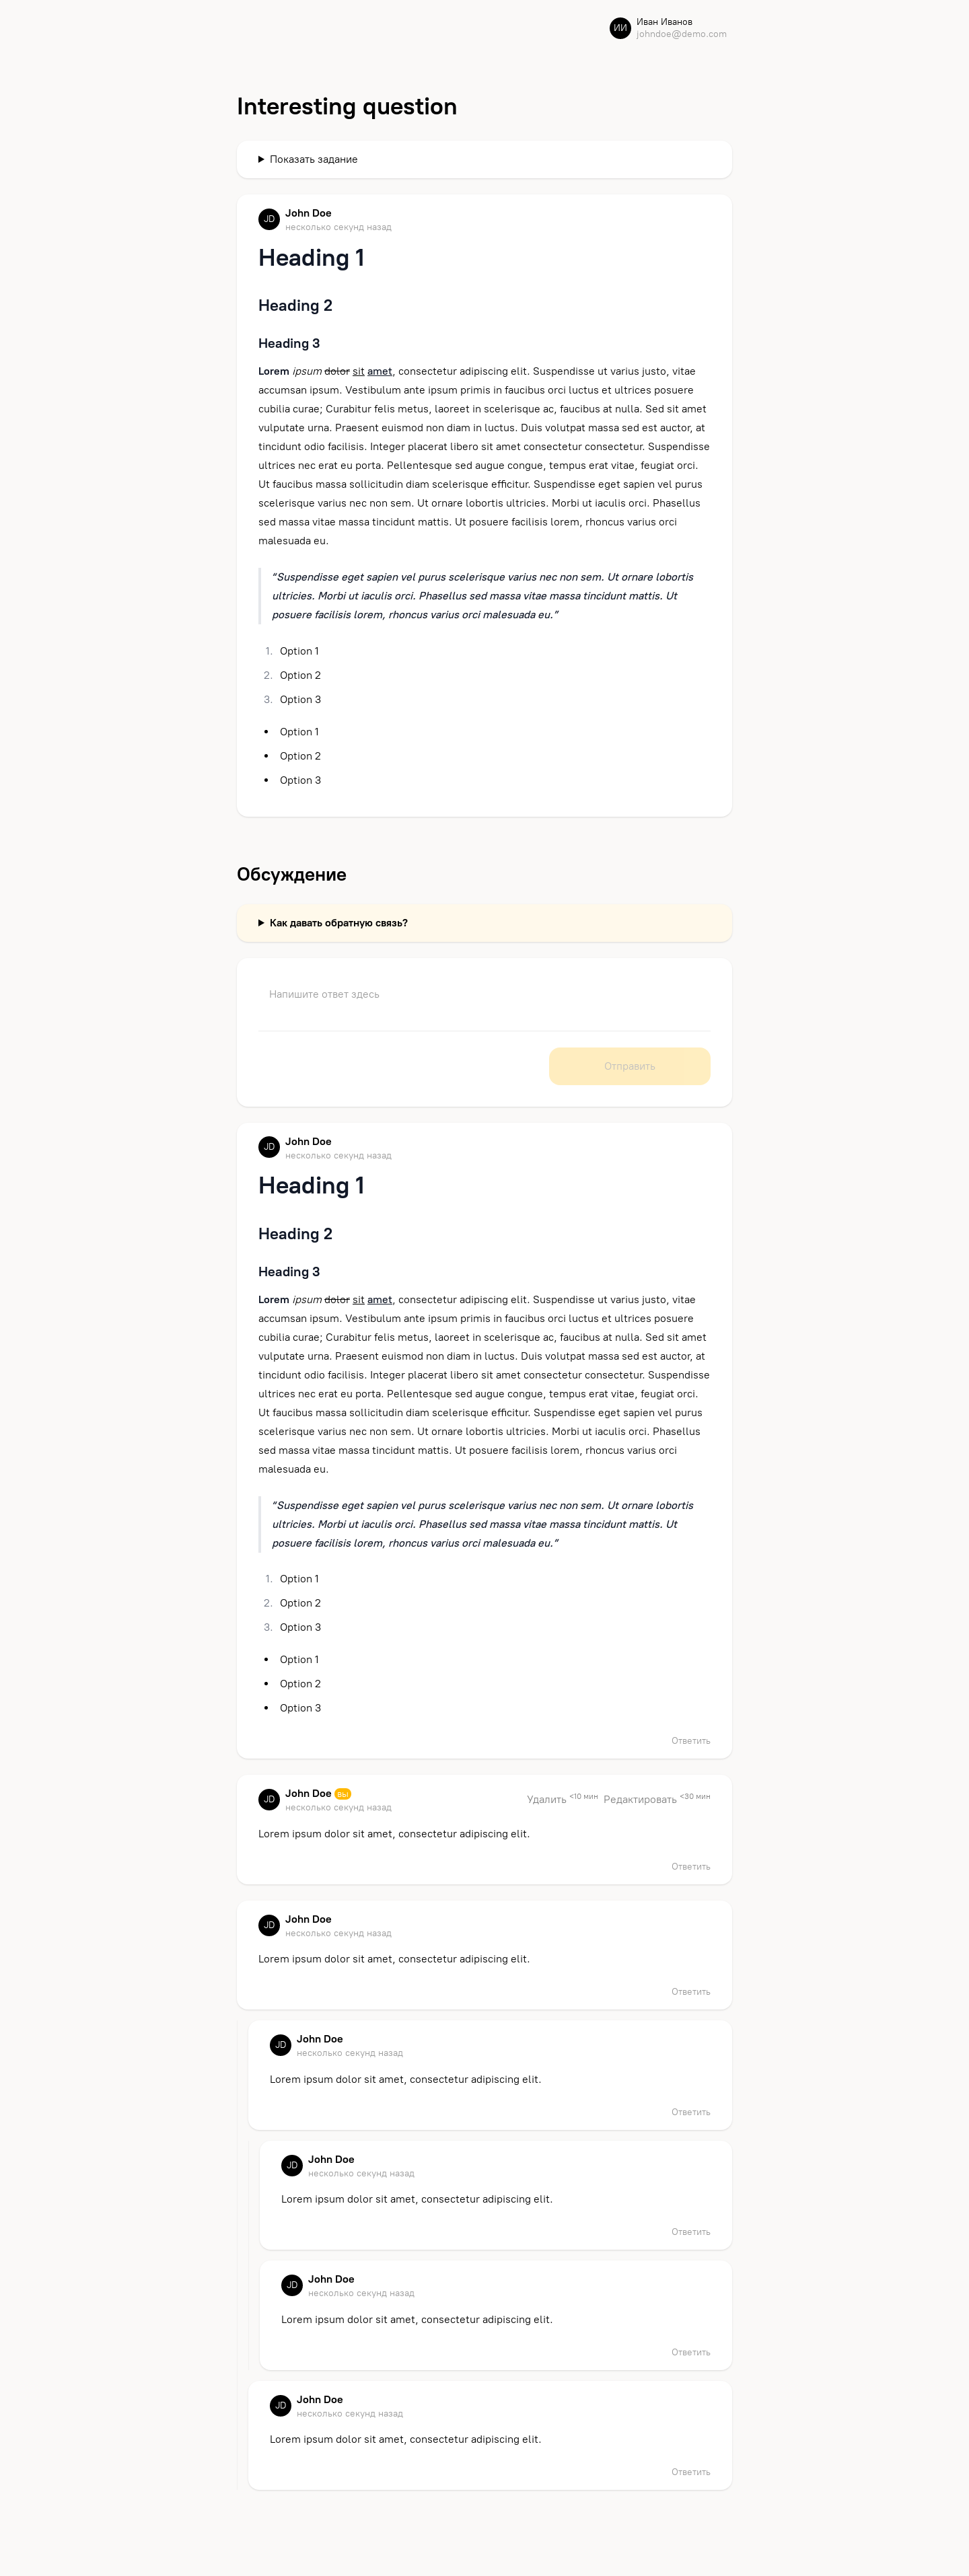 ИИ
Иван Иванов
johndoe@demo.com
Interesting question
Показать задание
JD
John Doe
несколько секунд назад
Heading 1
Heading 2
Heading 3
Lorem ipsum dolor sit amet, consectetur adipiscing elit. Suspendisse ut varius justo, vitae
accumsan ipsum. Vestibulum ante ipsum primis in faucibus orci luctus et ultrices posuere
cubilia curae; Curabitur felis metus, laoreet in scelerisque ac, faucibus at nulla. Sed sit amet
vulputate urna. Praesent euismod non diam in luctus. Duis volutpat massa sed est auctor, at
tincidunt odio facilisis. Integer placerat libero sit amet consectetur consectetur. Suspendisse
ultrices nec erat eu porta. Pellentesque sed augue congue, tempus erat vitae, feugiat orci.
Ut faucibus massa sollicitudin diam scelerisque efficitur. Suspendisse eget sapien vel purus
scelerisque varius nec non sem. Ut ornare lobortis ultricies. Morbi ut iaculis orci. Phasellus
sed massa vitae massa tincidunt mattis. Ut posuere facilisis lorem, rhoncus varius orci
malesuada eu.
“Suspendisse eget sapien vel purus scelerisque varius nec non sem. Ut ornare lobortis
ultricies. Morbi ut iaculis orci. Phasellus sed massa vitae massa tincidunt mattis. Ut
posuere facilisis lorem, rhoncus varius orci malesuada eu.”
1. Option 1
2. Option 2
3. Option 3
• Option 1
• Option 2
• Option 3
Обсуждение
Как давать обратную связь?
Напишите ответ здесь
Отправить
JD
John Doe
несколько секунд назад
Heading 1
Heading 2
Heading 3
Lorem ipsum dolor sit amet, consectetur adipiscing elit. Suspendisse ut varius justo, vitae
accumsan ipsum. Vestibulum ante ipsum primis in faucibus orci luctus et ultrices posuere
cubilia curae; Curabitur felis metus, laoreet in scelerisque ac, faucibus at nulla. Sed sit amet
vulputate urna. Praesent euismod non diam in luctus. Duis volutpat massa sed est auctor, at
tincidunt odio facilisis. Integer placerat libero sit amet consectetur consectetur. Suspendisse
ultrices nec erat eu porta. Pellentesque sed augue congue, tempus erat vitae, feugiat orci.
Ut faucibus massa sollicitudin diam scelerisque efficitur. Suspendisse eget sapien vel purus
scelerisque varius nec non sem. Ut ornare lobortis ultricies. Morbi ut iaculis orci. Phasellus
sed massa vitae massa tincidunt mattis. Ut posuere facilisis lorem, rhoncus varius orci
malesuada eu.
“Suspendisse eget sapien vel purus scelerisque varius nec non sem. Ut ornare lobortis
ultricies. Morbi ut iaculis orci. Phasellus sed massa vitae massa tincidunt mattis. Ut
posuere facilisis lorem, rhoncus varius orci malesuada eu.”
1. Option 1
2. Option 2
3. Option 3
• Option 1
• Option 2
• Option 3
Ответить
JD
John Doe вы
несколько секунд назад
Удалить <10 мин Редактировать <30 мин
Lorem ipsum dolor sit amet, consectetur adipiscing elit.
Ответить
JD
John Doe
несколько секунд назад
Lorem ipsum dolor sit amet, consectetur adipiscing elit.
Ответить
JD
John Doe
несколько секунд назад
Lorem ipsum dolor sit amet, consectetur adipiscing elit.
Ответить
JD
John Doe
несколько секунд назад
Lorem ipsum dolor sit amet, consectetur adipiscing elit.
Ответить
JD
John Doe
несколько секунд назад
Lorem ipsum dolor sit amet, consectetur adipiscing elit.
Ответить
JD
John Doe
несколько секунд назад
Lorem ipsum dolor sit amet, consectetur adipiscing elit.
Ответить